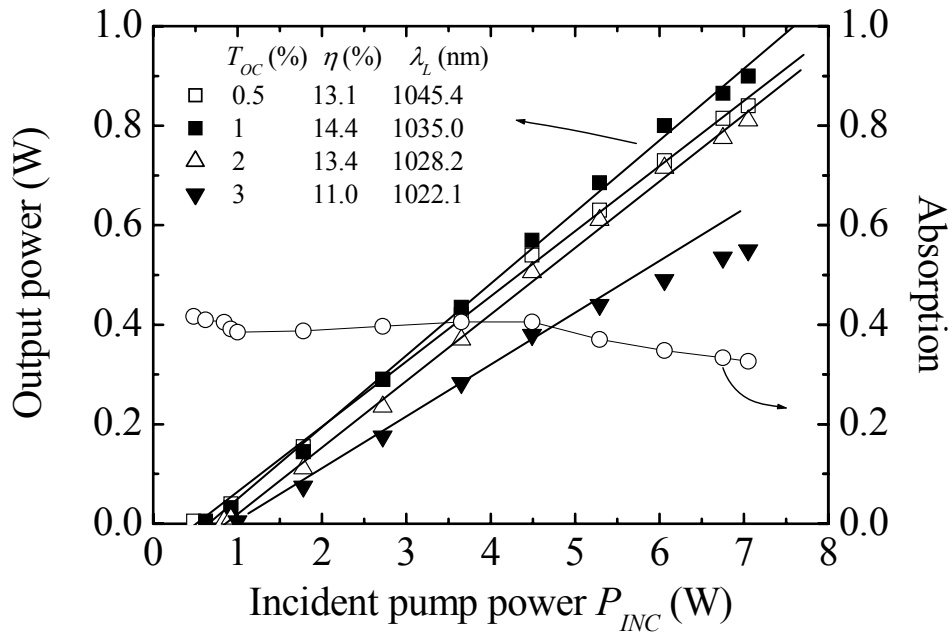 T_OC (%) η (%) λ_L (nm)
0.5 13.1 1045.4
1 14.4 1035.0
2 13.4 1028.2
3 11.0 1022.1
Output power (W)
1.0
0.8
0.6
0.4
0.2
0.0
Absorption
1.0
0.8
0.6
0.4
0.2
0.0
0 1 2 3 4 5 6 7 8
Incident pump power P_INC (W)